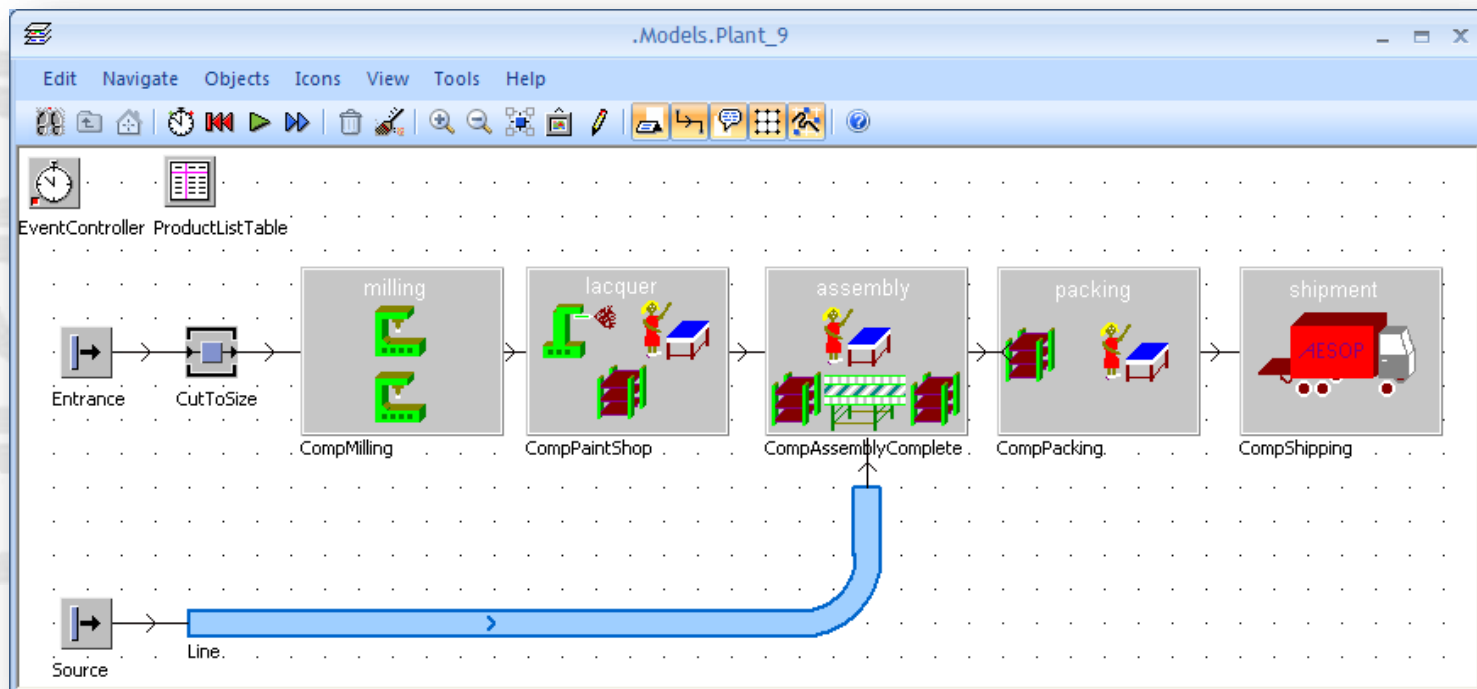 .Models.Plant_9
Edit Navigate Objects Icons View Tools Help
EventController ProductListTable
milling lacquer assembly packing shipment
AESOP
Entrance CutToSize
CompMilling CompPaintShop CompAssemblyComplete CompPacking CompShipping
Line
Source